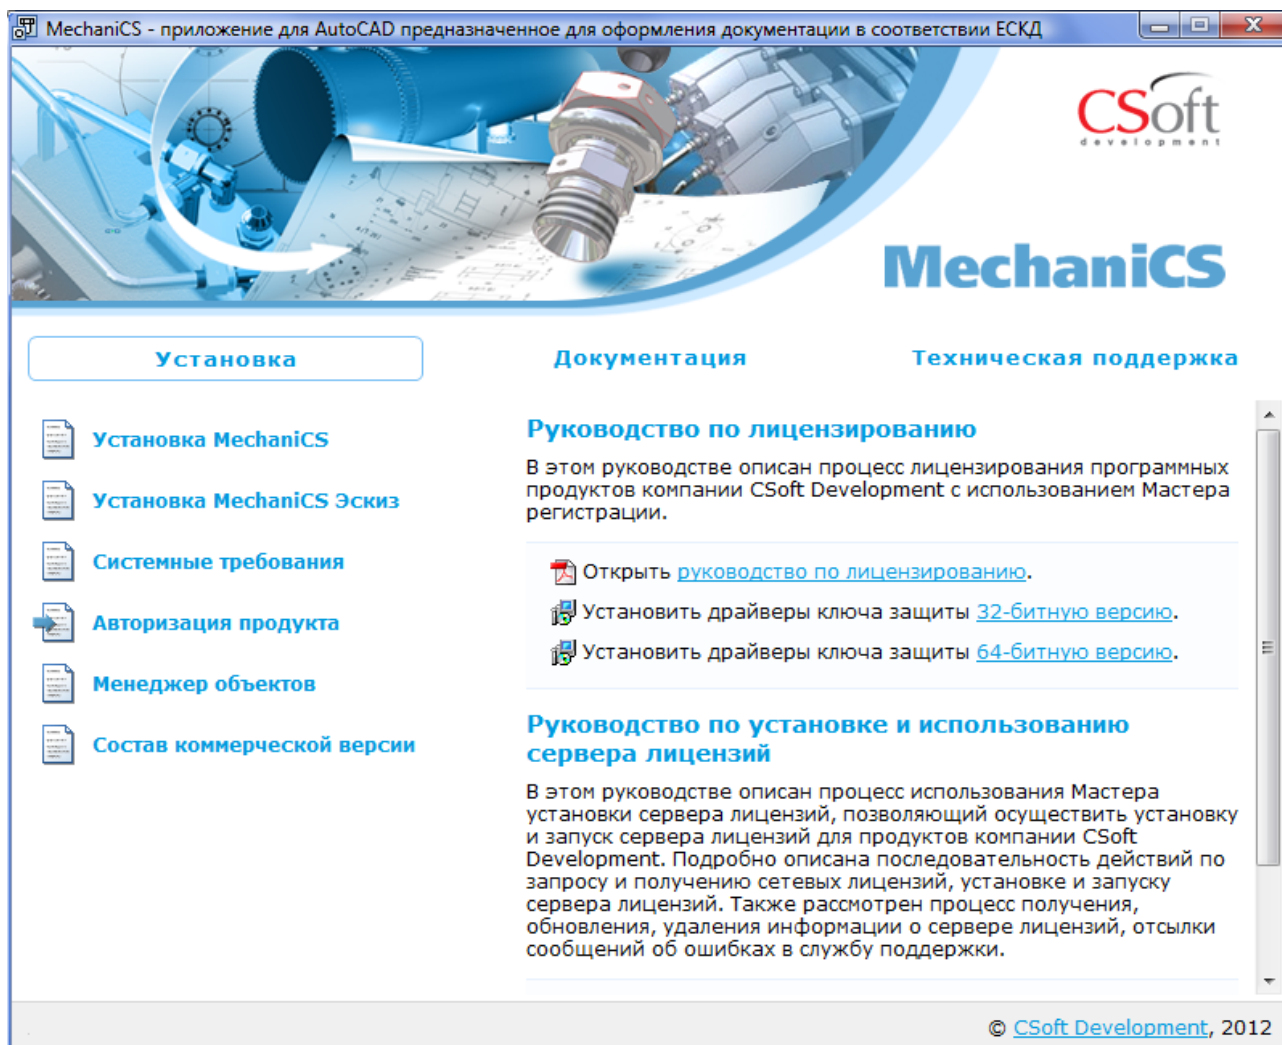 MechaniCS - приложение для AutoCAD предназначенное для оформления документации в соответствии ЕСКД
CSoft
development
MechaniCS
Установка
Документация
Техническая поддержка
Установка MechaniCS
Установка MechaniCS Эскиз
Системные требования
Авторизация продукта
Менеджер объектов
Состав коммерческой версии
Руководство по лицензированию
В этом руководстве описан процесс лицензирования программных
продуктов компании CSoft Development с использованием Мастера
регистрации.
Открыть руководство по лицензированию.
Установить драйверы ключа защиты 32-битную версию.
Установить драйверы ключа защиты 64-битную версию.
Руководство по установке и использованию
сервера лицензий
В этом руководстве описан процесс использования Мастера
установки сервера лицензий, позволяющий осуществить установку
и запуск сервера лицензий для продуктов компании CSoft
Development. Подробно описана последовательность действий по
запросу и получению сетевых лицензий, установке и запуску
сервера лицензий. Также рассмотрен процесс получения,
обновления, удаления информации о сервере лицензий, отсылки
сообщений об ошибках в службу поддержки.
© CSoft Development, 2012